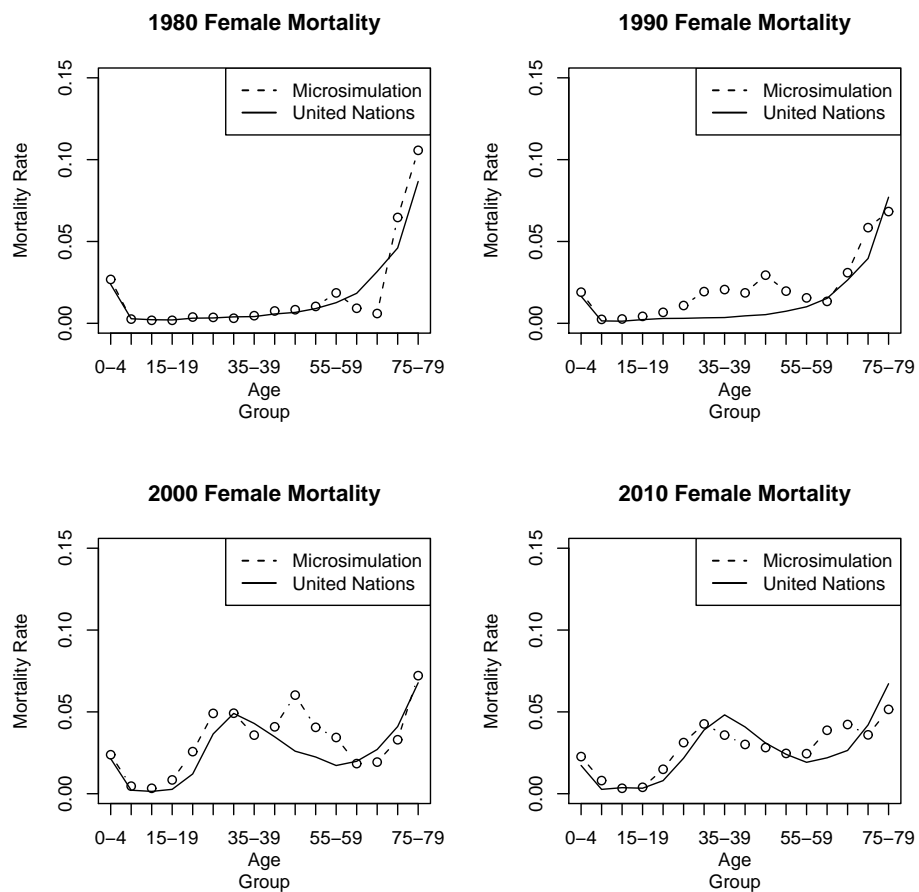 1980 Female Mortality
Mortality Rate
0.15
0.10
0.05
0.00
Microsimulation
United Nations
0–4 15–19 35–39 55–59 75–79
Age
Group
1990 Female Mortality
Mortality Rate
0.15
0.10
0.05
0.00
Microsimulation
United Nations
0–4 15–19 35–39 55–59 75–79
Age
Group
2000 Female Mortality
Mortality Rate
0.15
0.10
0.05
0.00
Microsimulation
United Nations
0–4 15–19 35–39 55–59 75–79
Age
Group
2010 Female Mortality
Mortality Rate
0.15
0.10
0.05
0.00
Microsimulation
United Nations
0–4 15–19 35–39 55–59 75–79
Age
Group